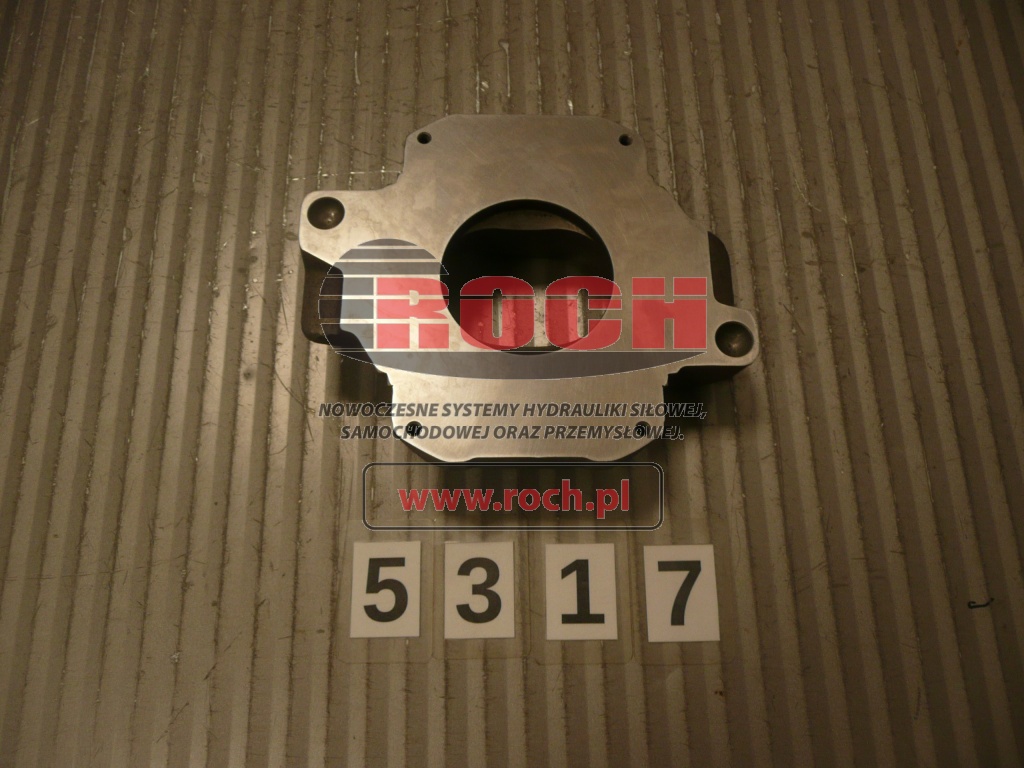 ROCH
NOWOCZESNE SYSTEMY HYDRAULIKI SIŁOWEJ,
SAMOCHODOWEJ ORAZ PRZEMYSŁOWEJ.
www.roch.pl
5317